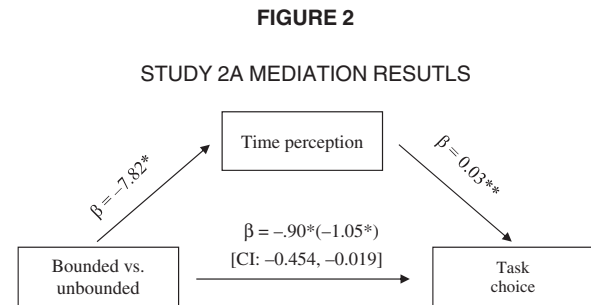 FIGURE 2
STUDY 2A MEDIATION RESUTLS
Time perception
β = –7.82*
β = 0.03**
β = –.90*(–1.05*)
[CI: –0.454, –0.019]
Bounded vs.
unbounded
Task
choice